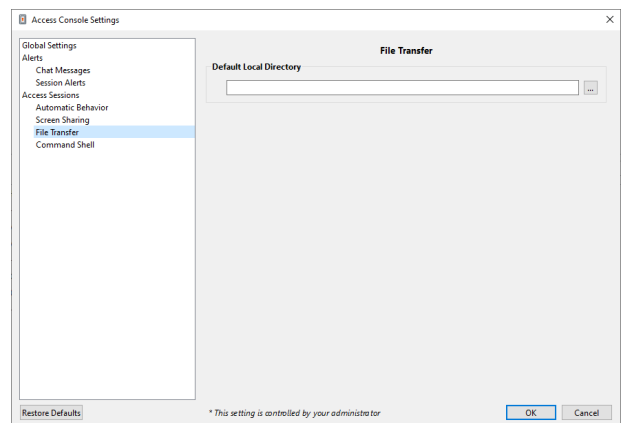 Access Console Settings
Global Settings
Alerts
Chat Messages
Session Alerts
Access Sessions
Automatic Behavior
Screen Sharing
File Transfer
Command Shell
File Transfer
Default Local Directory
...
Restore Defaults
* This setting is controlled by your administrator
OK
Cancel